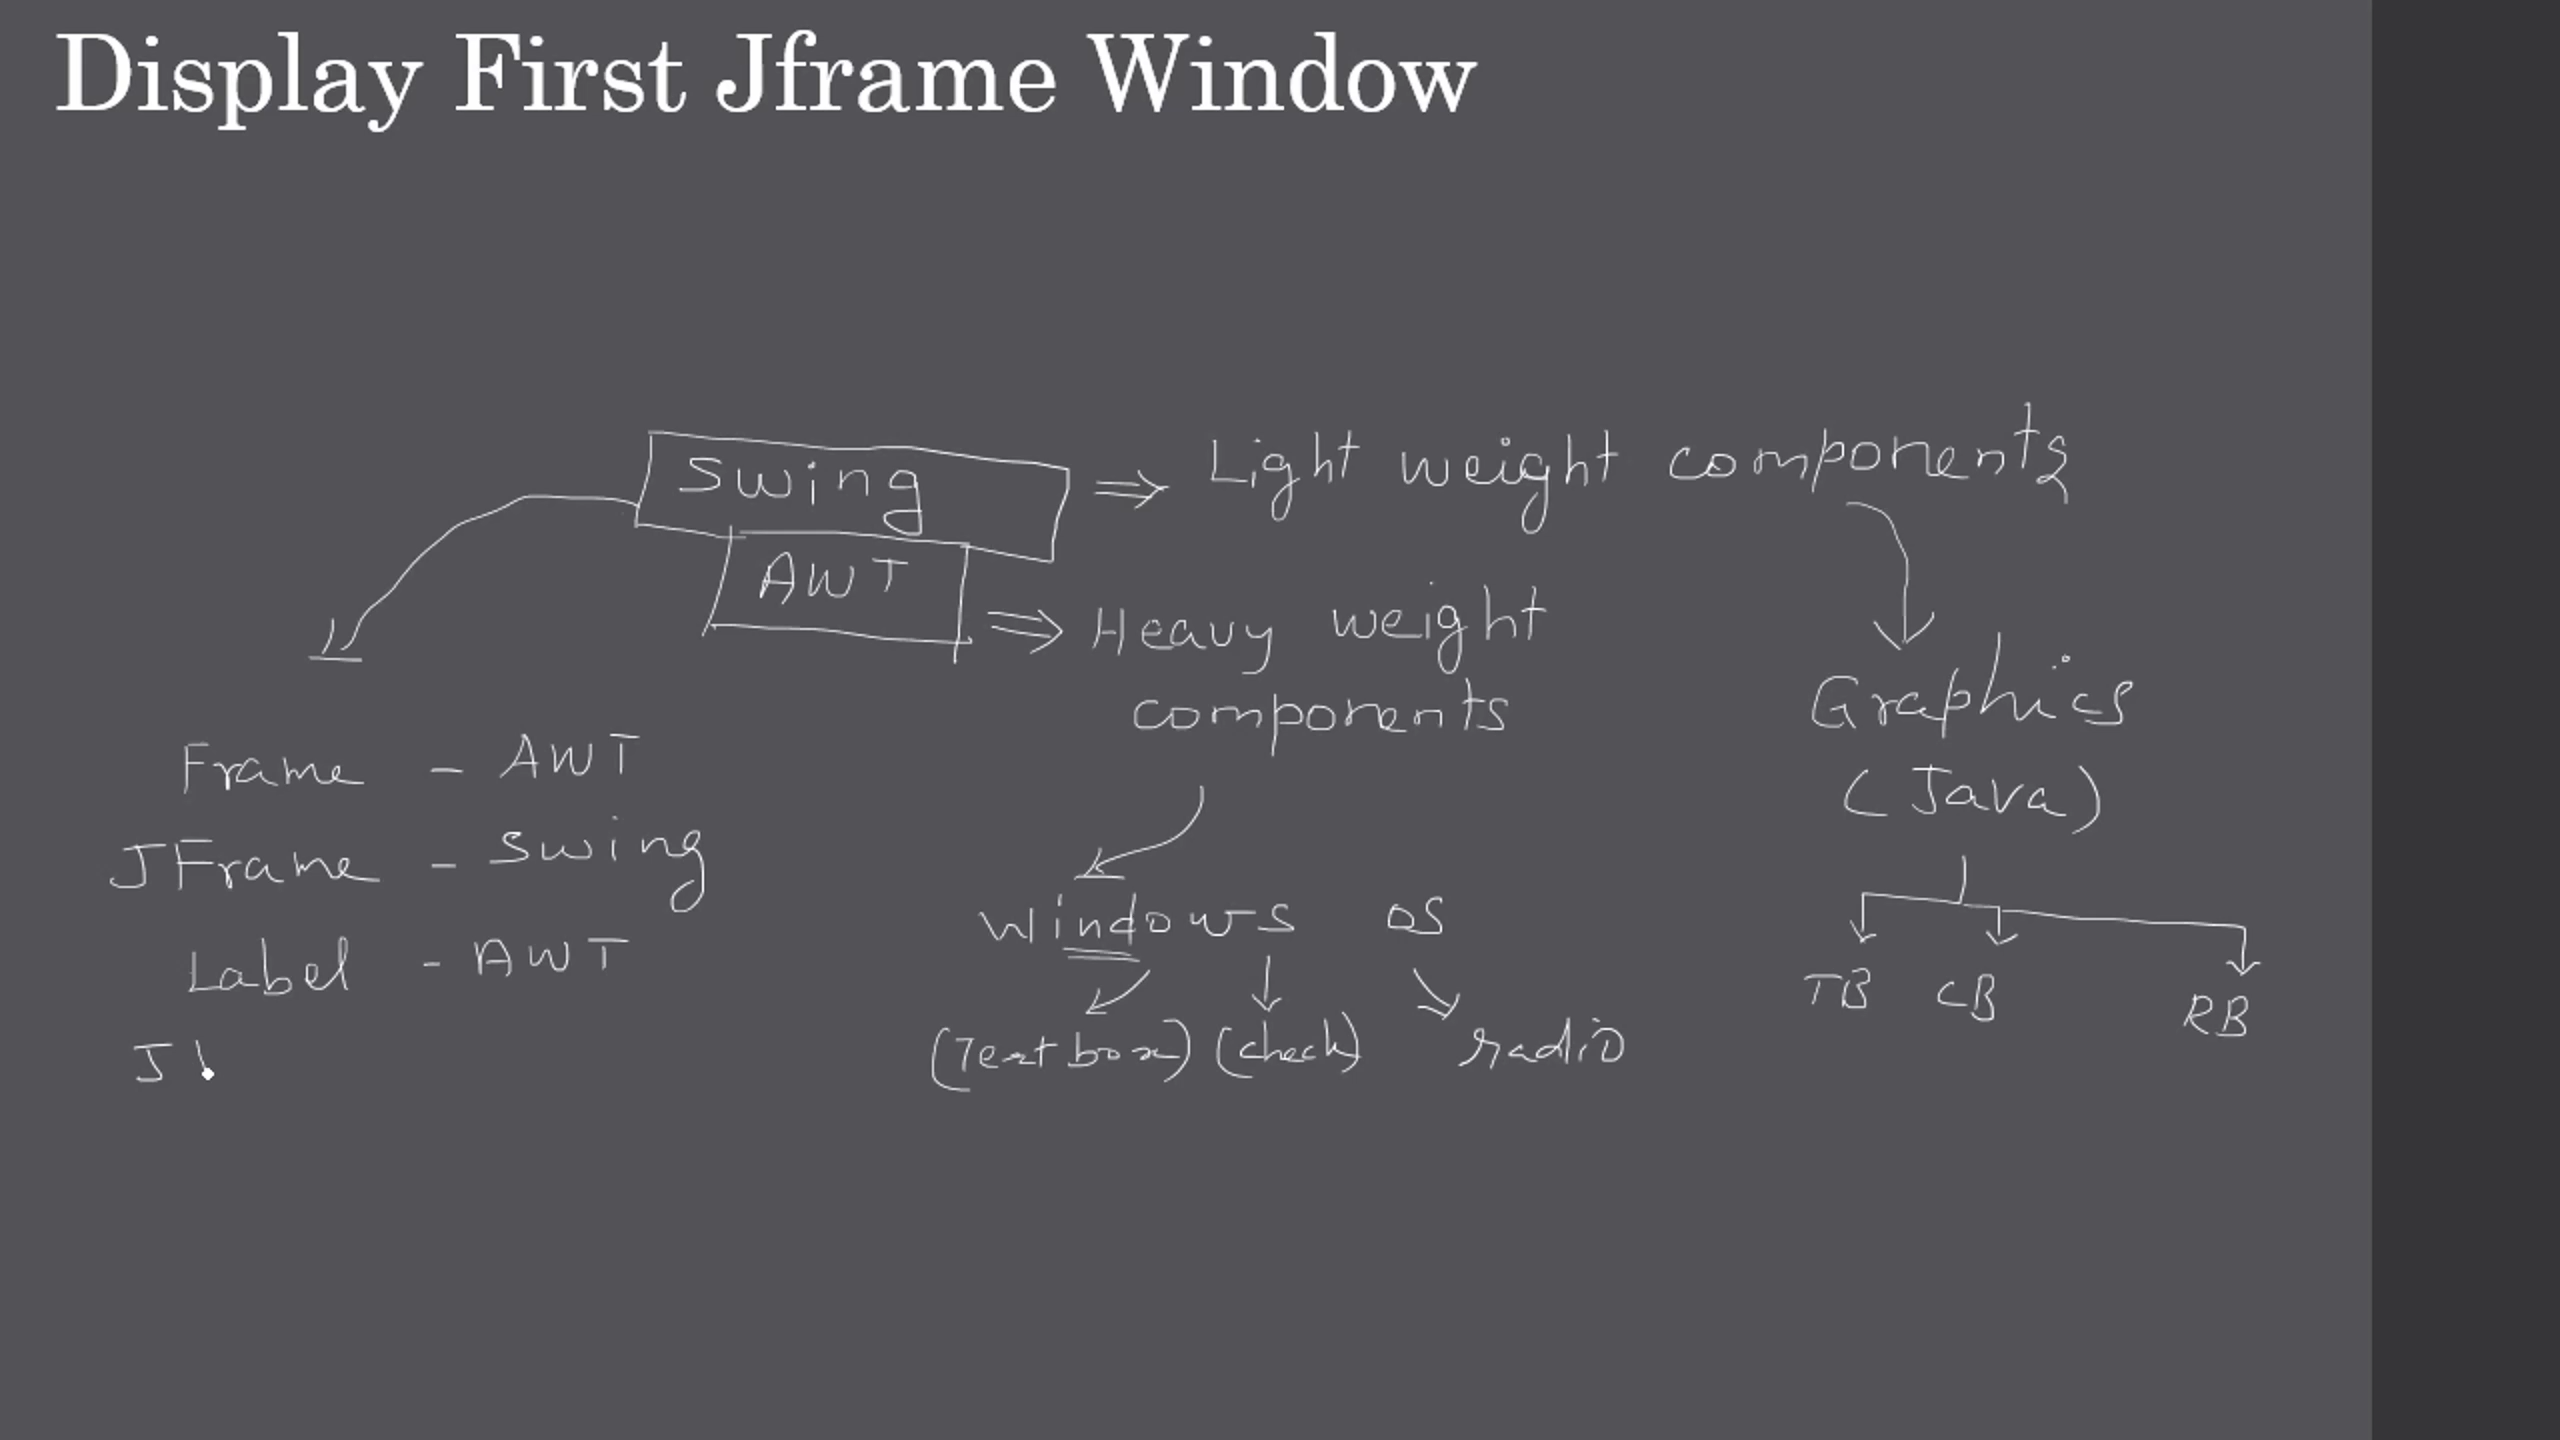 Display First Jframe Window
Swing ⇒ Light weight components
AWT ⇒ Heavy weight
components
Graphics
(Java)
TB CB RB
Windows OS
(Text box) (check) radio
Frame - AWT
JFrame - Swing
Label - AWT
J